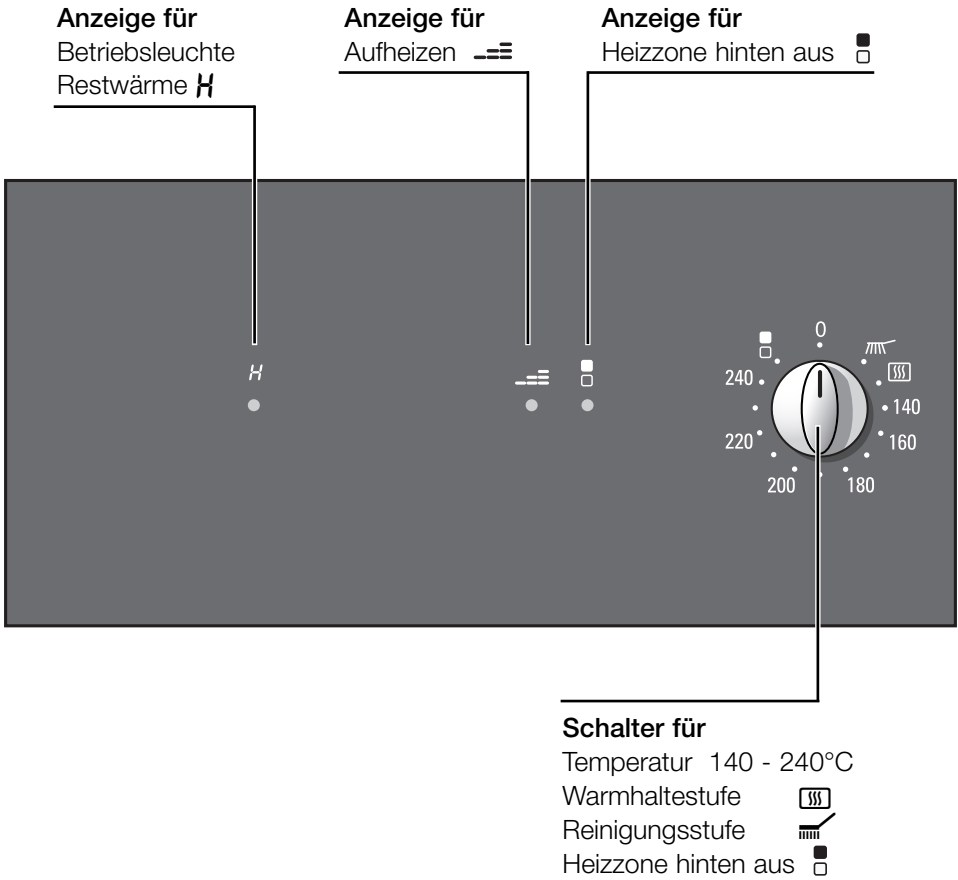 Anzeige für
Betriebsleuchte
Restwärme H
Anzeige für
Aufheizen
Anzeige für
Heizzone hinten aus
H
0
140
160
180
200
220
240
Schalter für
Temperatur 140 - 240°C
Warmhaltestufe
Reinigungsstufe
Heizzone hinten aus